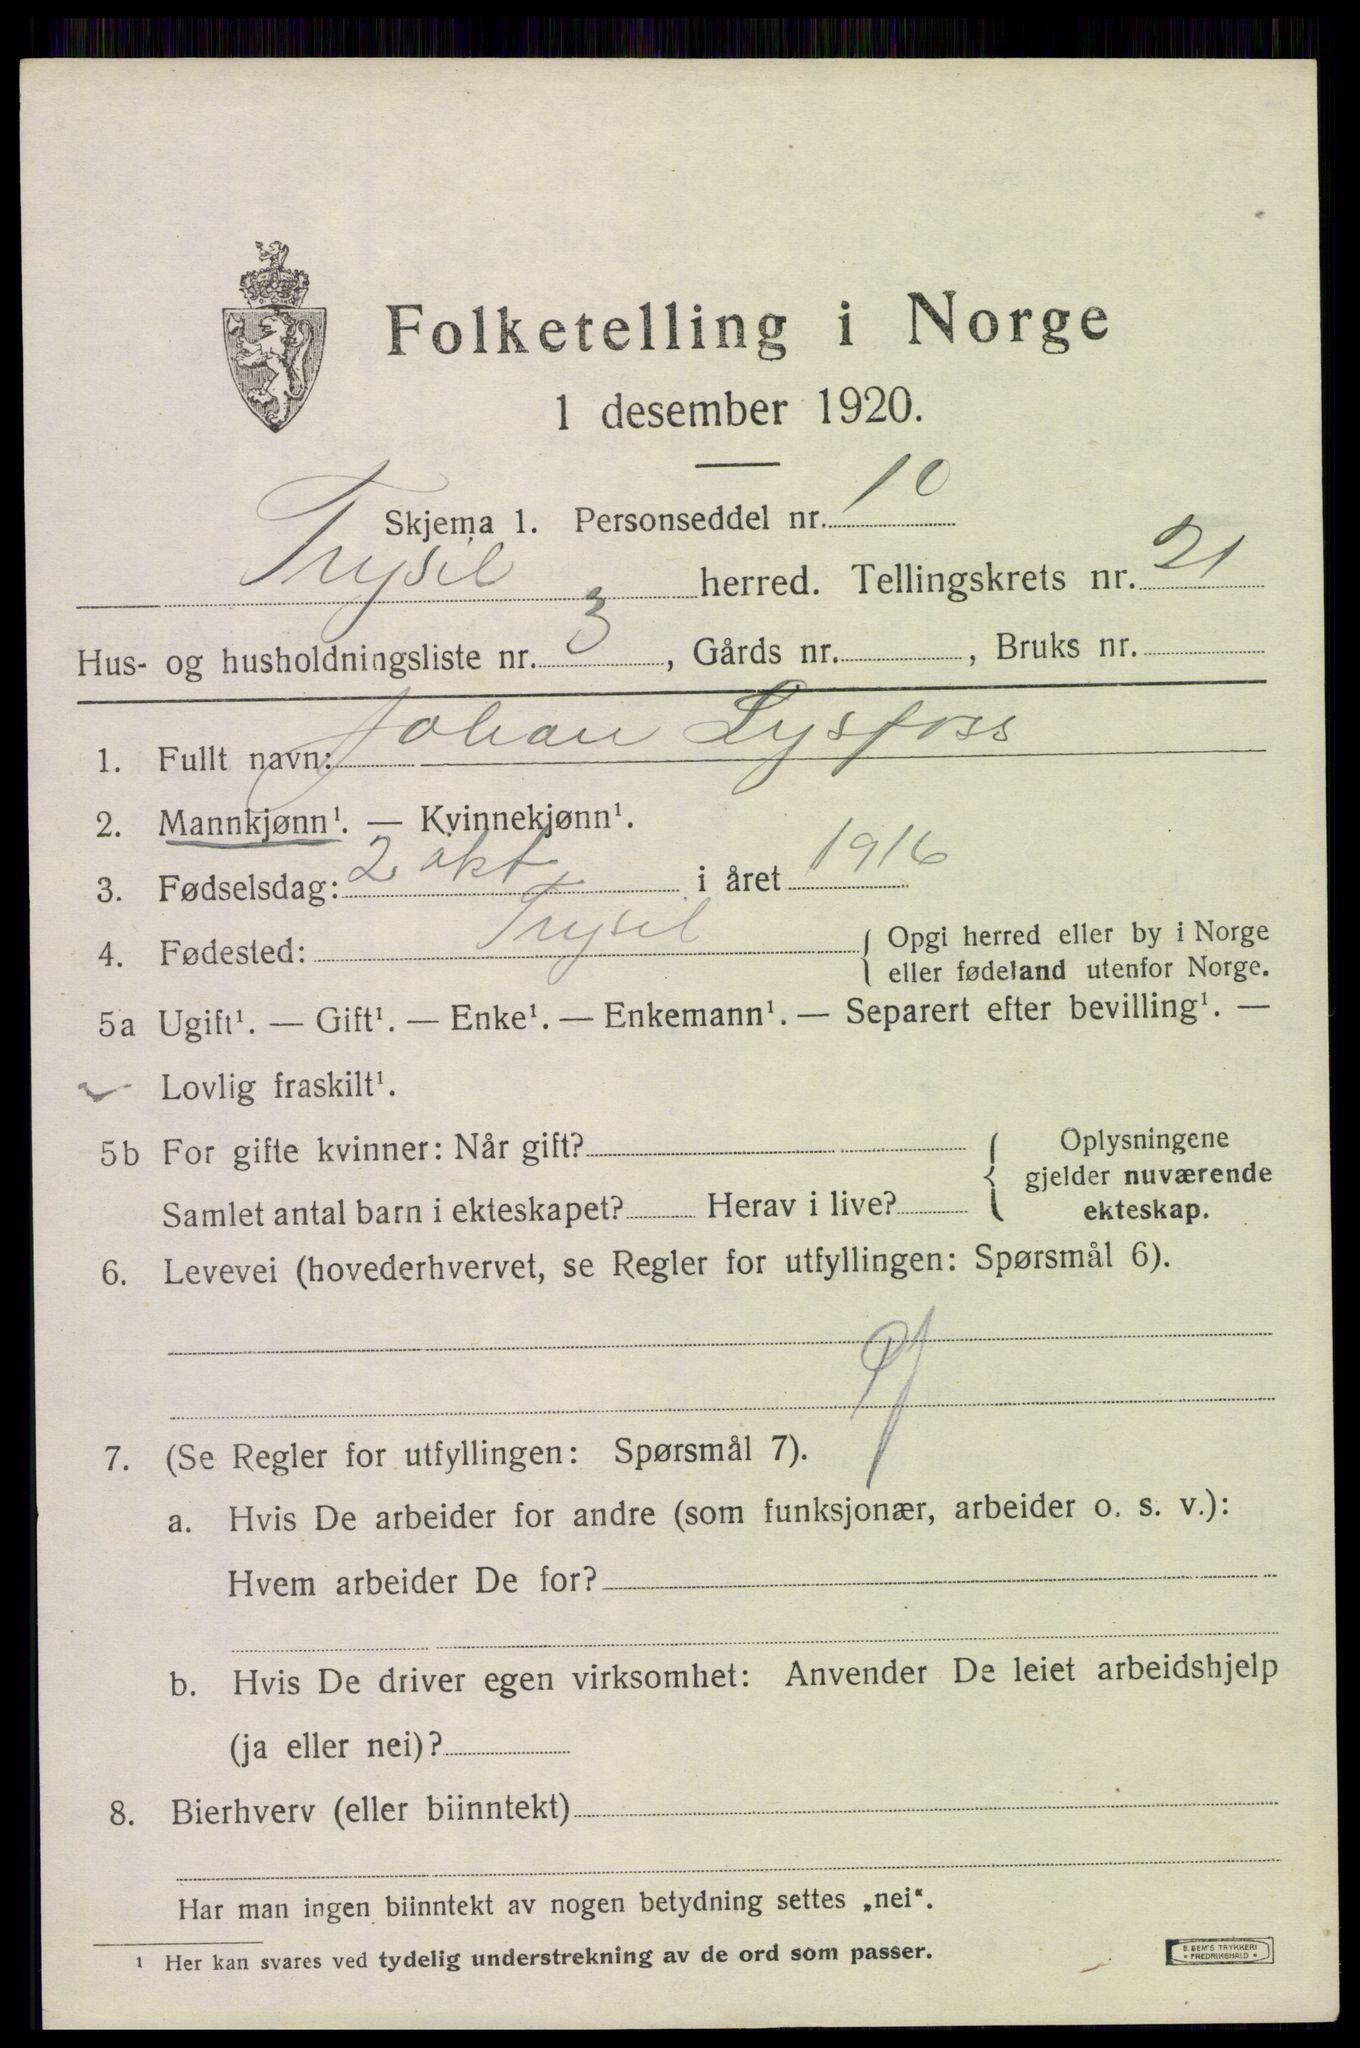 Folketelling i Norge
1 desember 1920.
Skjema 1. Personseddel nr. 10
Trysil herred. Tellingskrets nr. 21
Hus- og husholdningsliste nr. 3, Gårds nr. , Bruks nr.
1. Fullt navn: Johan Lysfoss
2. Mannkjønn¹. — Kvinnekjønn¹.
3. Fødselsdag: 2 okt i året 1916
4. Fødested: Trysil { Opgi herred eller by i Norge
eller fødeland utenfor Norge.
5a Ugift¹. — Gift¹. — Enke¹. — Enkemann¹. — Separert efter bevilling¹. —
Lovlig fraskilt¹.
5b For gifte kvinner: Når gift? { Oplysningene
gjelder nuværende
Samlet antal barn i ekteskapet? Herav i live? ekteskap.
6. Levevei (hovederhvervet, se Regler for utfyllingen: Spørsmål 6).
7. (Se Regler for utfyllingen: Spørsmål 7).
a. Hvis De arbeider for andre (som funksjonær, arbeider o. s. v.):
Hvem arbeider De for?
b. Hvis De driver egen virksomhet: Anvender De leiet arbeidshjelp
(ja eller nei)?
8. Bierhverv (eller biinntekt)
Har man ingen biinntekt av nogen betydning settes „nei“.
¹ Her kan svares ved tydelig understrekning av de ord som passer.
E. SEM'S TRYKKERI
• FREDRIKSHALD •